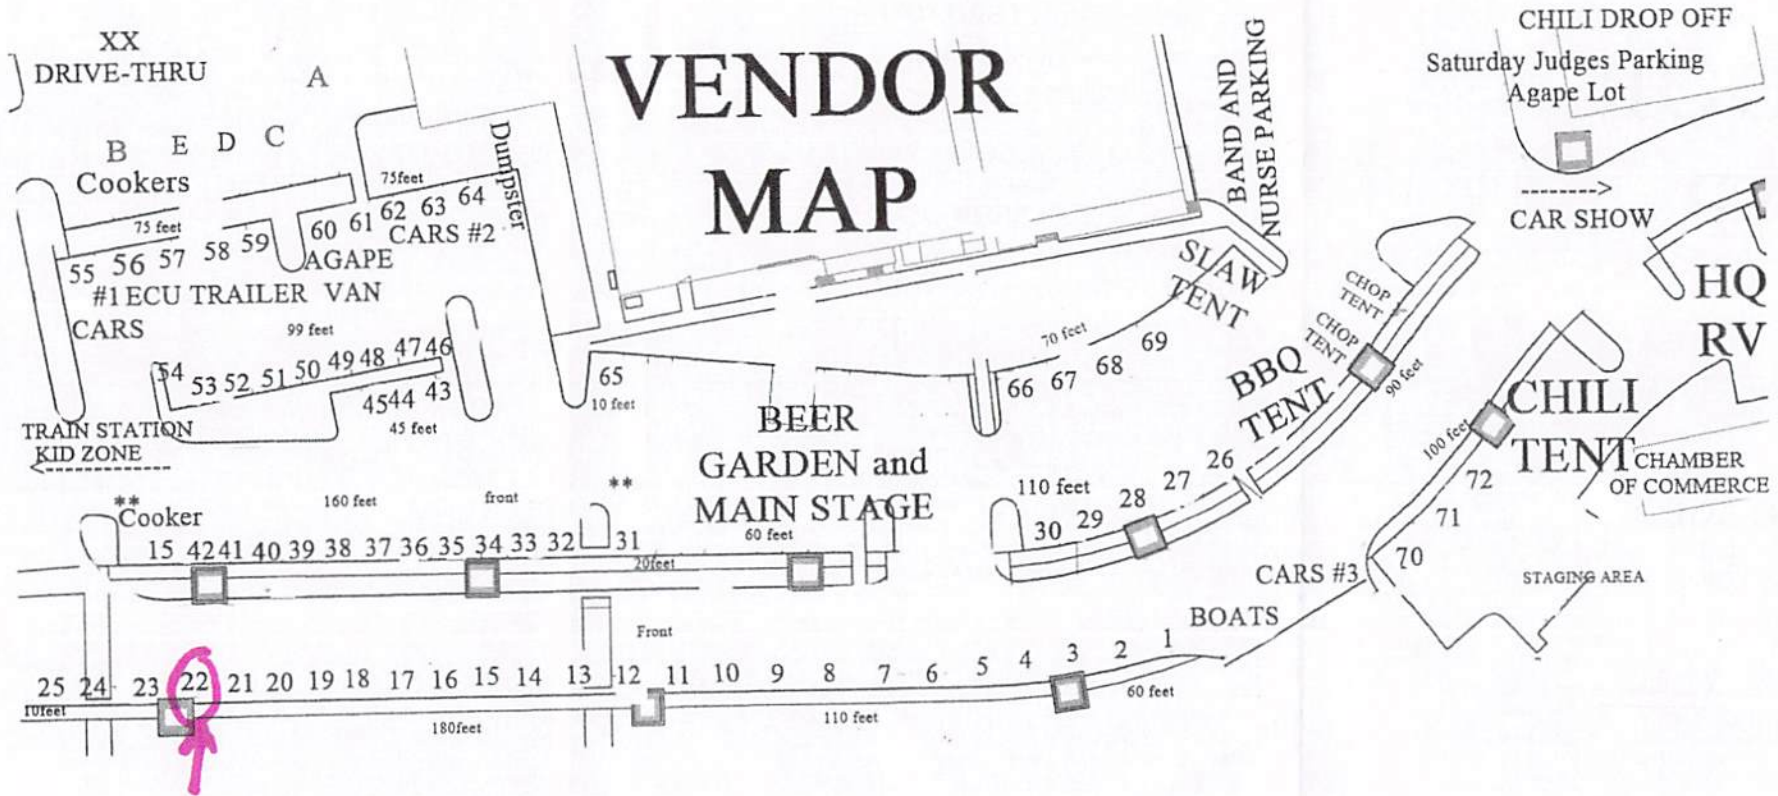 XX
DRIVE-THRU
A
B E D C
Cookers
75 feet
55 56 57 58 59
#1 ECU TRAILER VAN
CARS
75feet
60 61 62 63 64
CARS #2
AGAPE
Dumpster
VENDOR
MAP
BAND AND
NURSE PARKING
CHILI DROP OFF
Saturday Judges Parking
Agape Lot
CAR SHOW
HQ
RV
99 feet
54 53 52 51 50 49 48 47 46
45 44 43
45 feet
TRAIN STATION
KID ZONE
65
10 feet
BEER
GARDEN and
MAIN STAGE
SLAW
TENT
70 feet
66 67 68 69
CHOP
TENT
CHOP
TENT
BBQ
TENT
90 feet
CHILI
TENT
100 feet
CHAMBER
OF COMMERCE
72
71
70
STAGING AREA
CARS #3
BOATS
**
Cooker
160 feet
front
**
15 42 41 40 39 38 37 36 35 34 33 32 31
20feet
60 feet
110 feet
30 29 28 27 26
Front
25 24 23 22 21 20 19 18 17 16 15 14 13 12 11 10 9 8 7 6 5 4 3 2 1
10feet
180feet
110 feet
60 feet